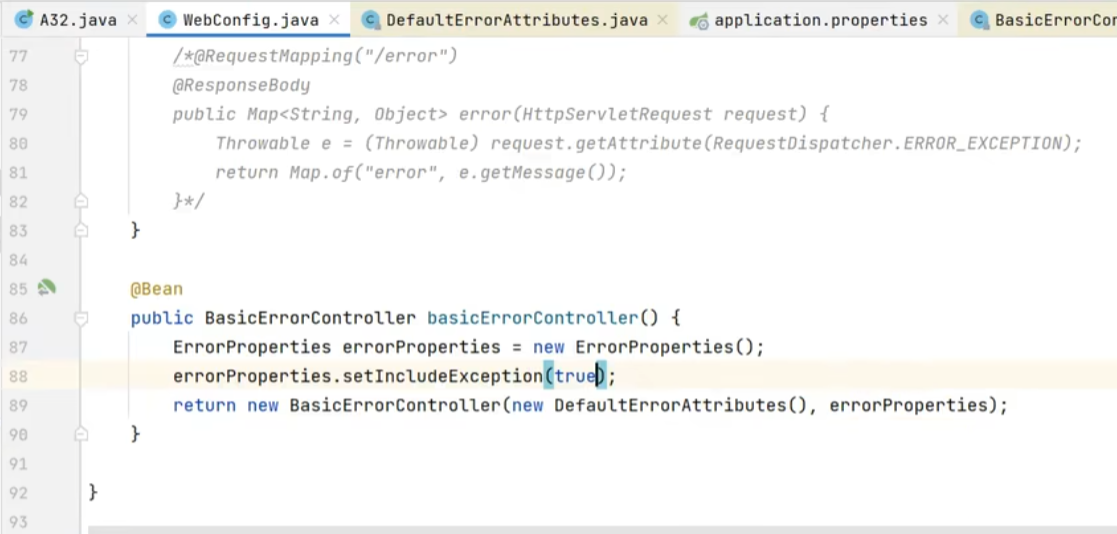 A32.java WebConfig.java DefaultErrorAttributes.java application.properties BasicErrorCor
77 /*@RequestMapping("/error")
78 @ResponseBody
79 public Map<String, Object> error(HttpServletRequest request) {
80 Throwable e = (Throwable) request.getAttribute(RequestDispatcher.ERROR_EXCEPTION);
81 return Map.of("error", e.getMessage());
82 }*/
83 }
84
85 @Bean
86 public BasicErrorController basicErrorController() {
87 ErrorProperties errorProperties = new ErrorProperties();
88 errorProperties.setIncludeException(true);
89 return new BasicErrorController(new DefaultErrorAttributes(), errorProperties);
90 }
91
92 }
93